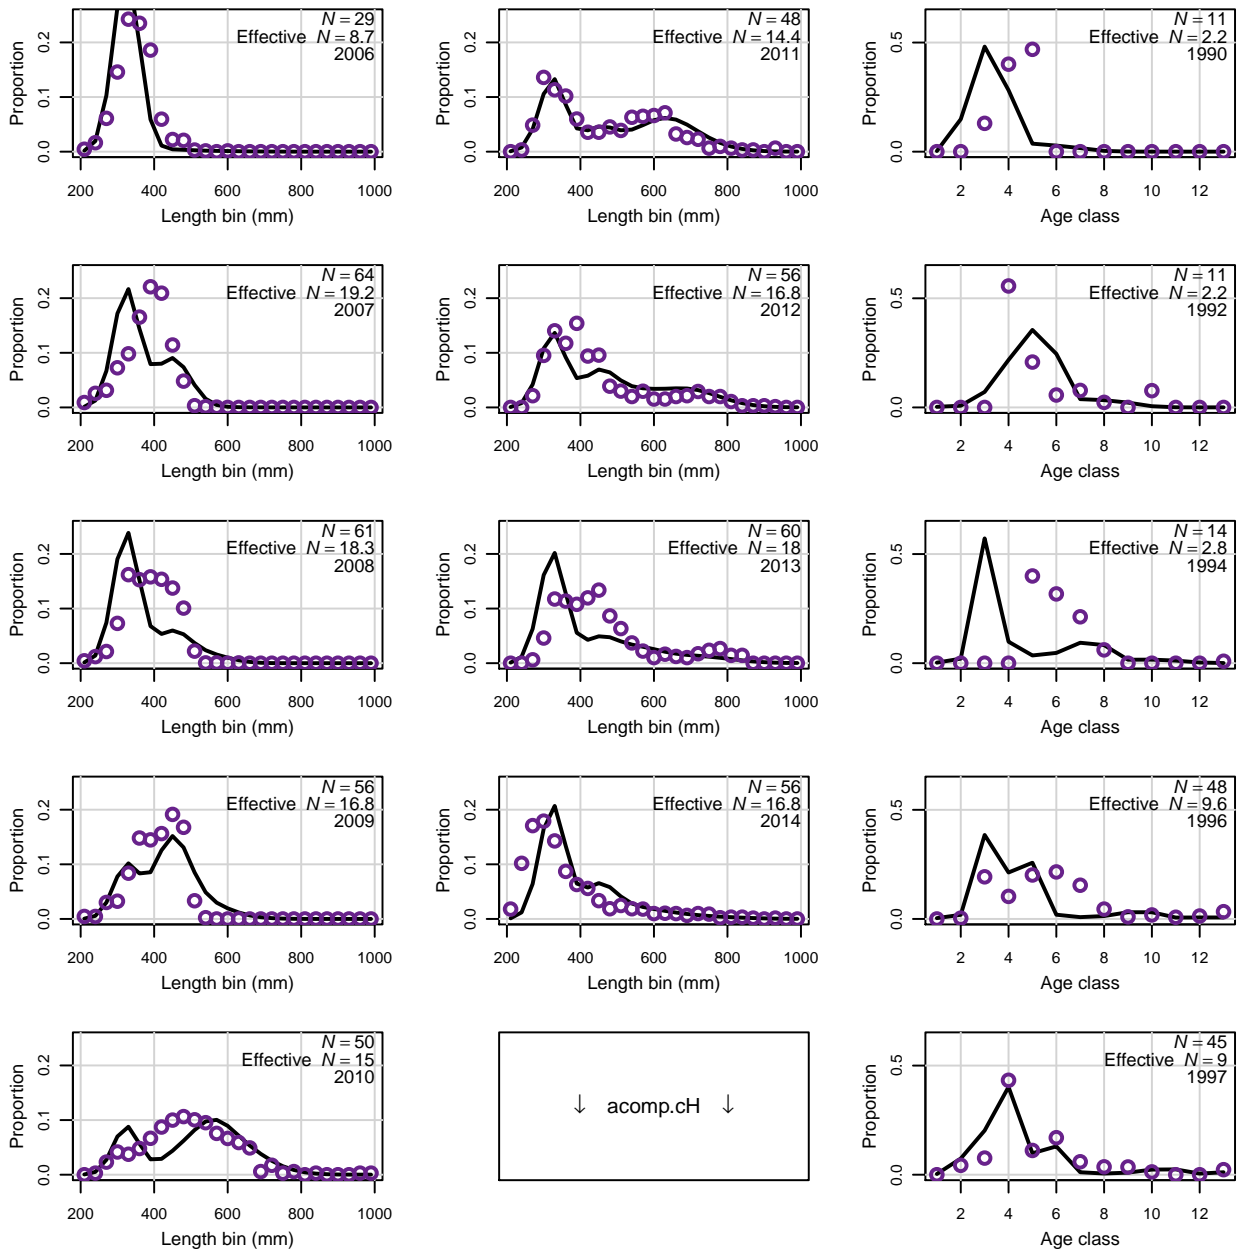 N = 29
Effective N = 8.7
2006
Proportion
0.0 0.1 0.2
200 400 600 800 1000
Length bin (mm)
N = 64
Effective N = 19.2
2007
Proportion
0.0 0.1 0.2
200 400 600 800 1000
Length bin (mm)
N = 61
Effective N = 18.3
2008
Proportion
0.0 0.1 0.2
200 400 600 800 1000
Length bin (mm)
N = 56
Effective N = 16.8
2009
Proportion
0.0 0.1 0.2
200 400 600 800 1000
Length bin (mm)
N = 50
Effective N = 15
2010
Proportion
0.0 0.1 0.2
200 400 600 800 1000
Length bin (mm)
N = 48
Effective N = 14.4
2011
Proportion
0.0 0.1 0.2
200 400 600 800 1000
Length bin (mm)
N = 56
Effective N = 16.8
2012
Proportion
0.0 0.1 0.2
200 400 600 800 1000
Length bin (mm)
N = 60
Effective N = 18
2013
Proportion
0.0 0.1 0.2
200 400 600 800 1000
Length bin (mm)
N = 56
Effective N = 16.8
2014
Proportion
0.0 0.1 0.2
200 400 600 800 1000
Length bin (mm)
↓ acomp.cH ↓
N = 11
Effective N = 2.2
1990
Proportion
0.0 0.5
2 4 6 8 10 12
Age class
N = 11
Effective N = 2.2
1992
Proportion
0.0 0.5
2 4 6 8 10 12
Age class
N = 14
Effective N = 2.8
1994
Proportion
0.0 0.5
2 4 6 8 10 12
Age class
N = 48
Effective N = 9.6
1996
Proportion
0.0 0.5
2 4 6 8 10 12
Age class
N = 45
Effective N = 9
1997
Proportion
0.0 0.5
2 4 6 8 10 12
Age class